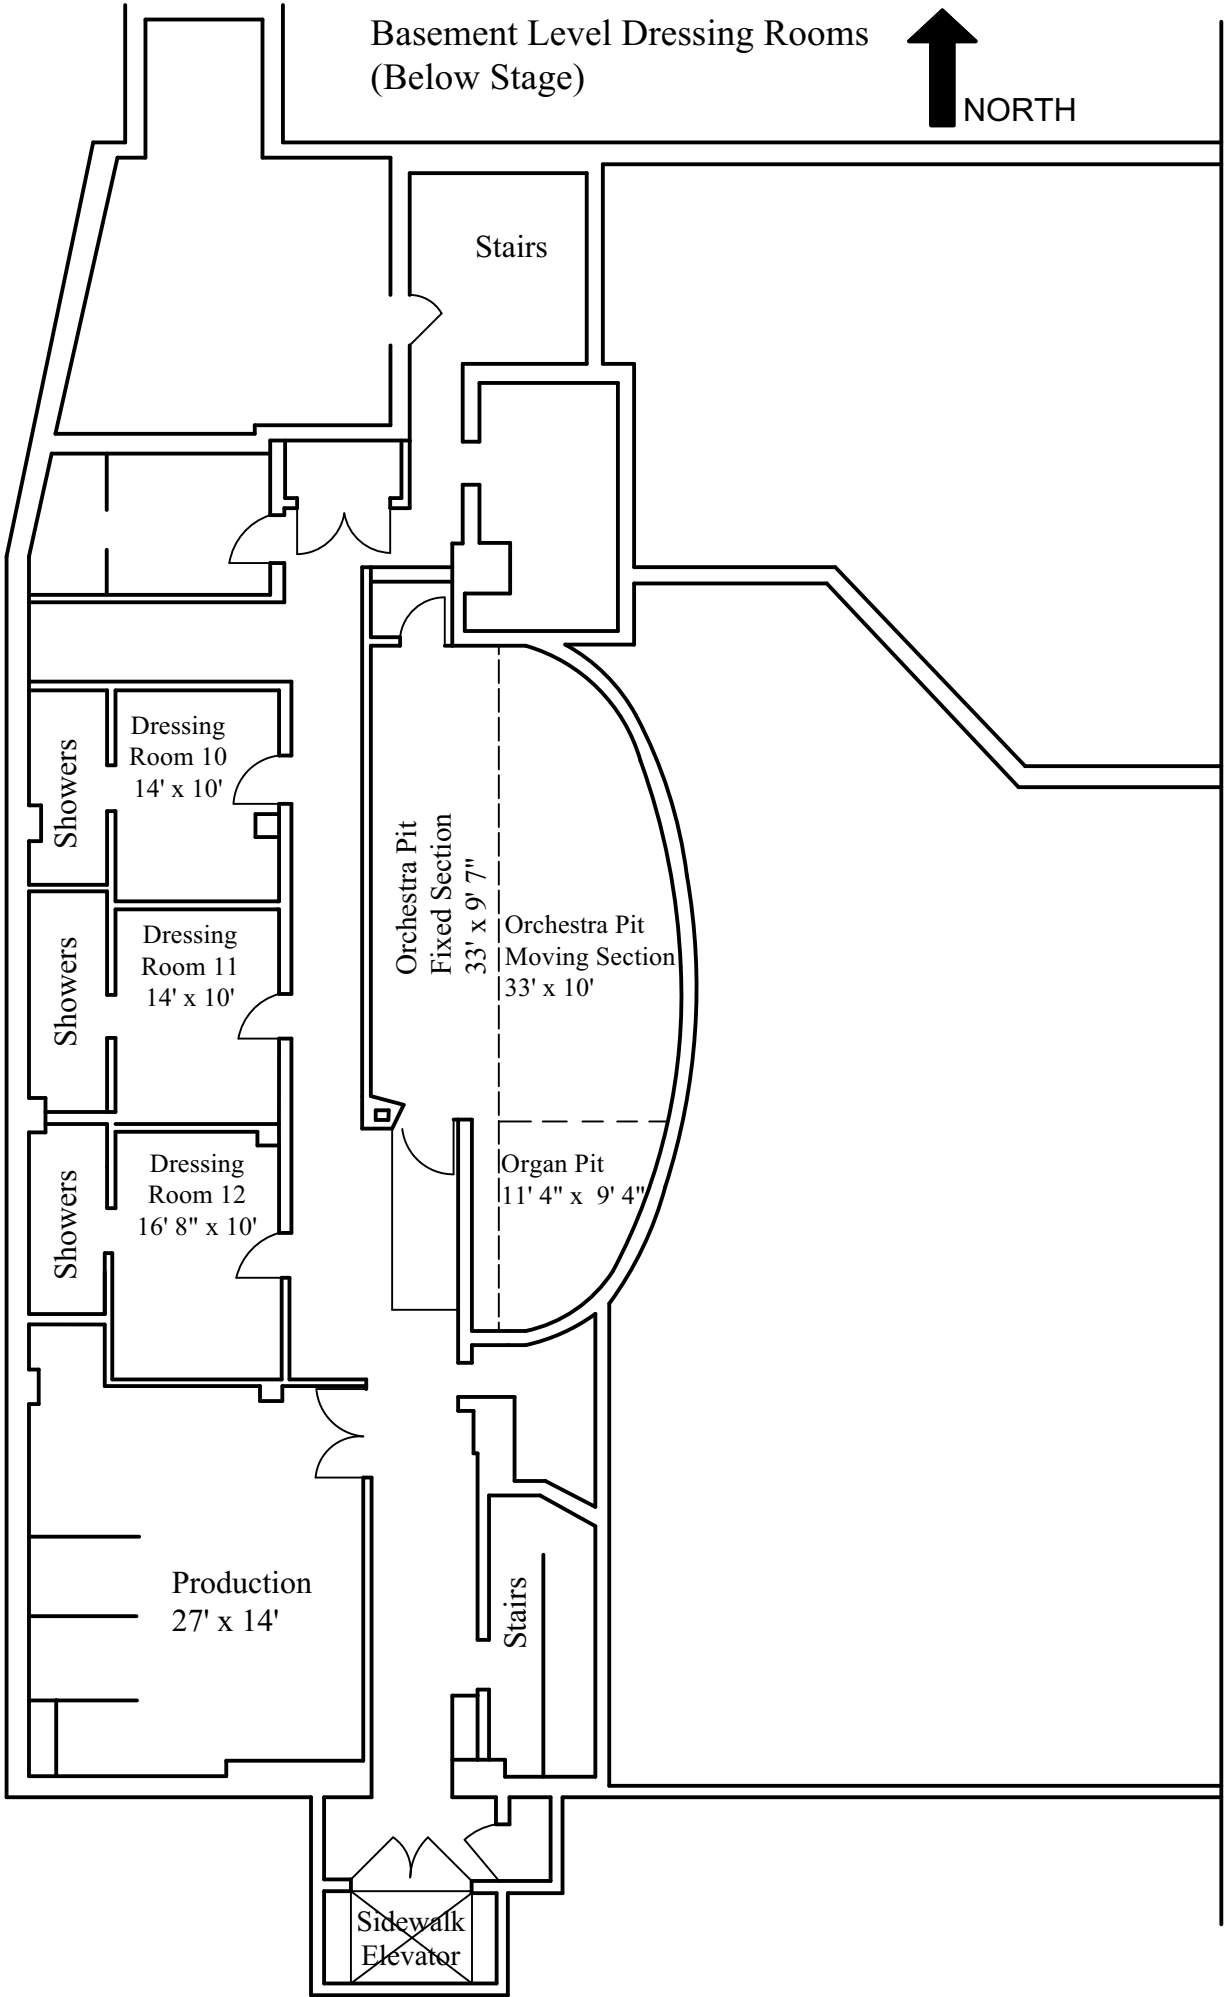 Basement Level Dressing Rooms
(Below Stage)
NORTH
Stairs
Showers
Dressing
Room 10
14' x 10'
Showers
Dressing
Room 11
14' x 10'
Orchestra Pit
Fixed Section
33' x 9' 7"
Orchestra Pit
Moving Section
33' x 10'
Showers
Dressing
Room 12
16' 8" x 10'
Organ Pit
11' 4" x 9' 4"
Production
27' x 14'
Stairs
Sidewalk
Elevator